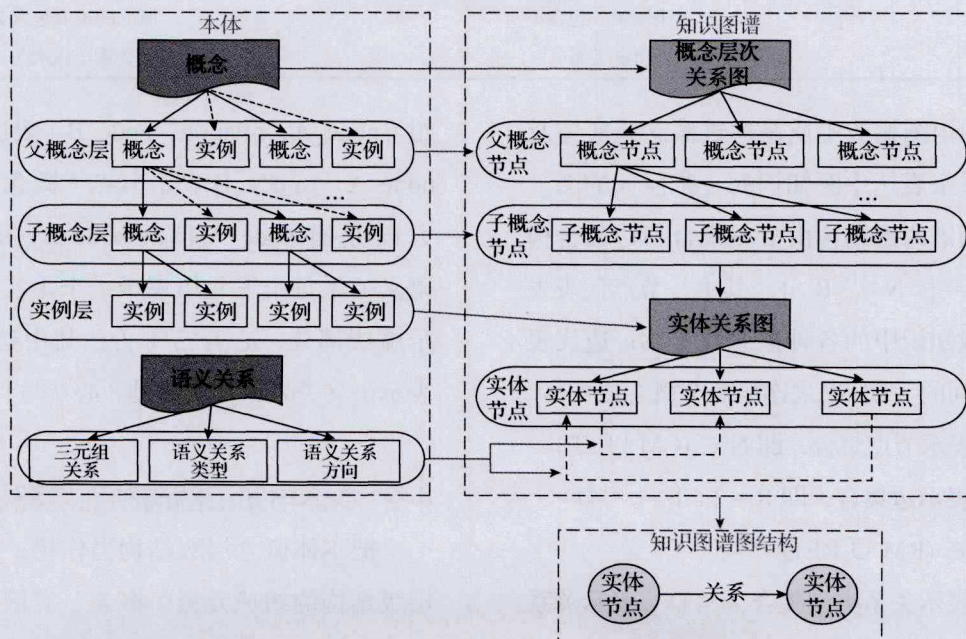 本体
概念
父概念层 概念 实例 概念 实例
...
子概念层 概念 实例 概念 实例
实例层 实例 实例 实例 实例
语义关系
三元组
关系
语义关系
类型
语义关系
方向
知识图谱
概念层次
关系图
父概念
节点
概念节点 概念节点 概念节点
...
子概念
节点
子概念节点 子概念节点 子概念节点
实体关系图
实体
节点
实体节点 实体节点 实体节点
知识图谱图结构
实体
节点
关系
实体
节点